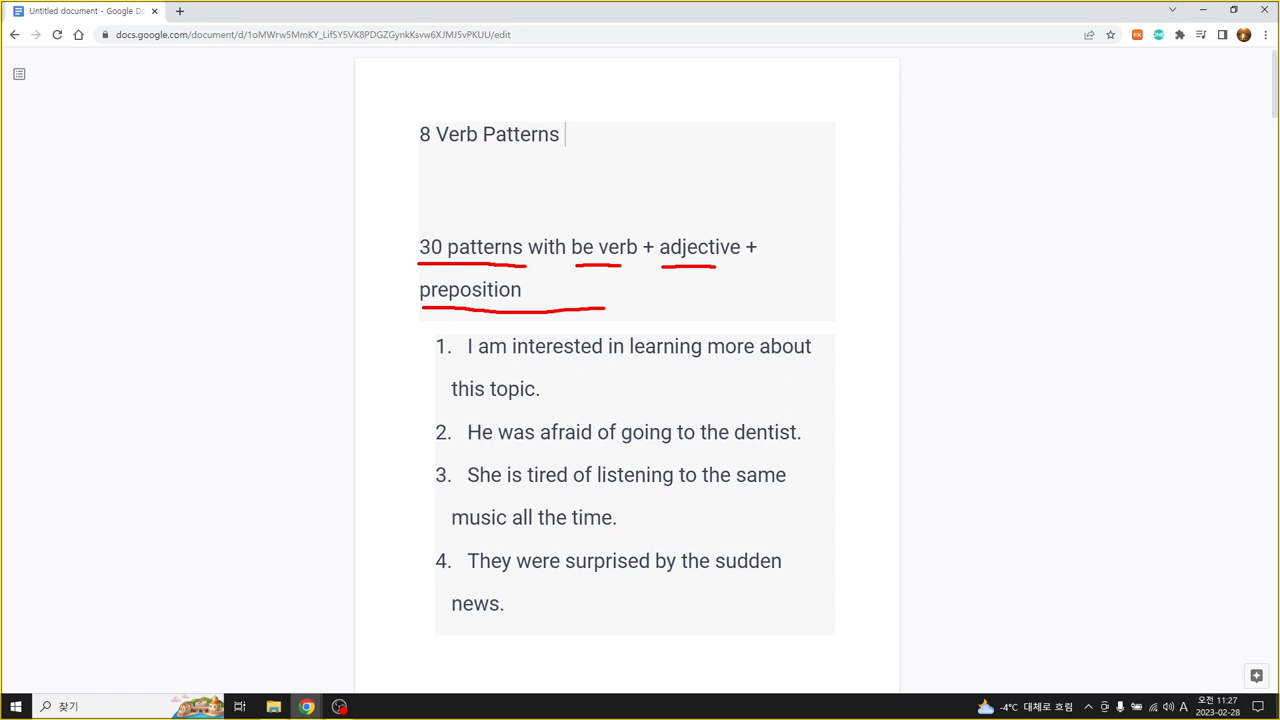 Untitled document - Google Do
docs.google.com/document/d/1oMWrw5MmKY_LifSY5VK8PDGZGynkKsvw6XJMJ5vPKUU/edit
8 Verb Patterns
30 patterns with be verb + adjective +
preposition
1. I am interested in learning more about
this topic.
2. He was afraid of going to the dentist.
3. She is tired of listening to the same
music all the time.
4. They were surprised by the sudden
news.
찾기
-4°C 대체로 흐림
A
오전 11:27
2023-02-28